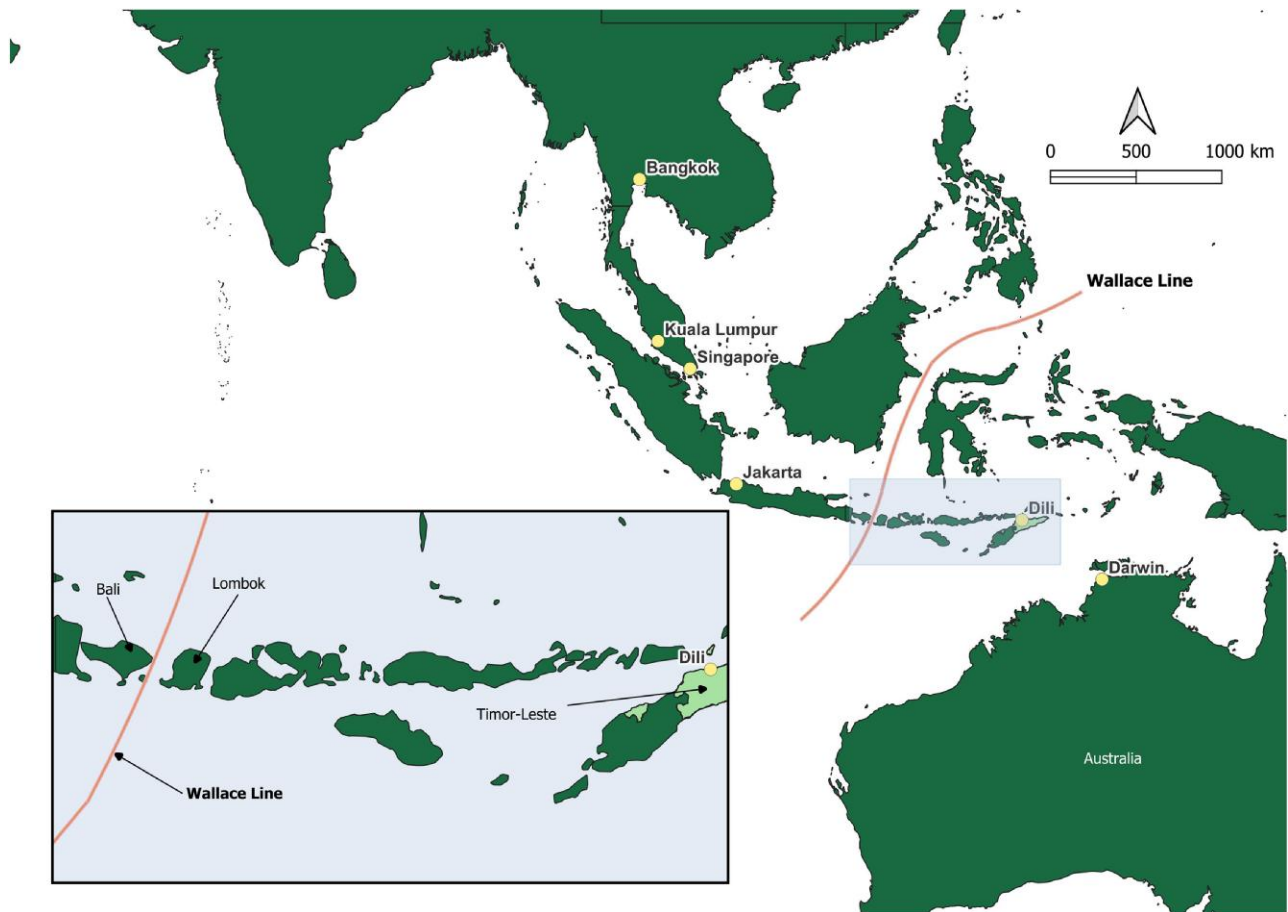 Bangkok
0 500 1000 km
Wallace Line
Kuala Lumpur
Singapore
Jakarta
Dili
Darwin
Australia
Bali
Lombok
Dili
Timor-Leste
Wallace Line